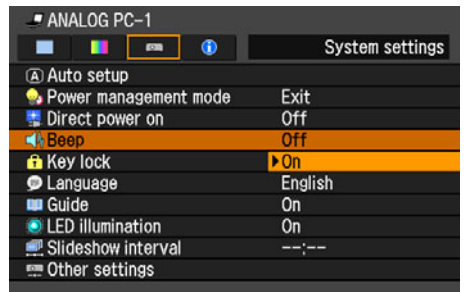 ANALOG PC-1
System settings
Auto setup
Power management mode Exit
Direct power on Off
Beep Off
Key lock On
Language English
Guide On
LED illumination On
Slideshow interval --:--
Other settings